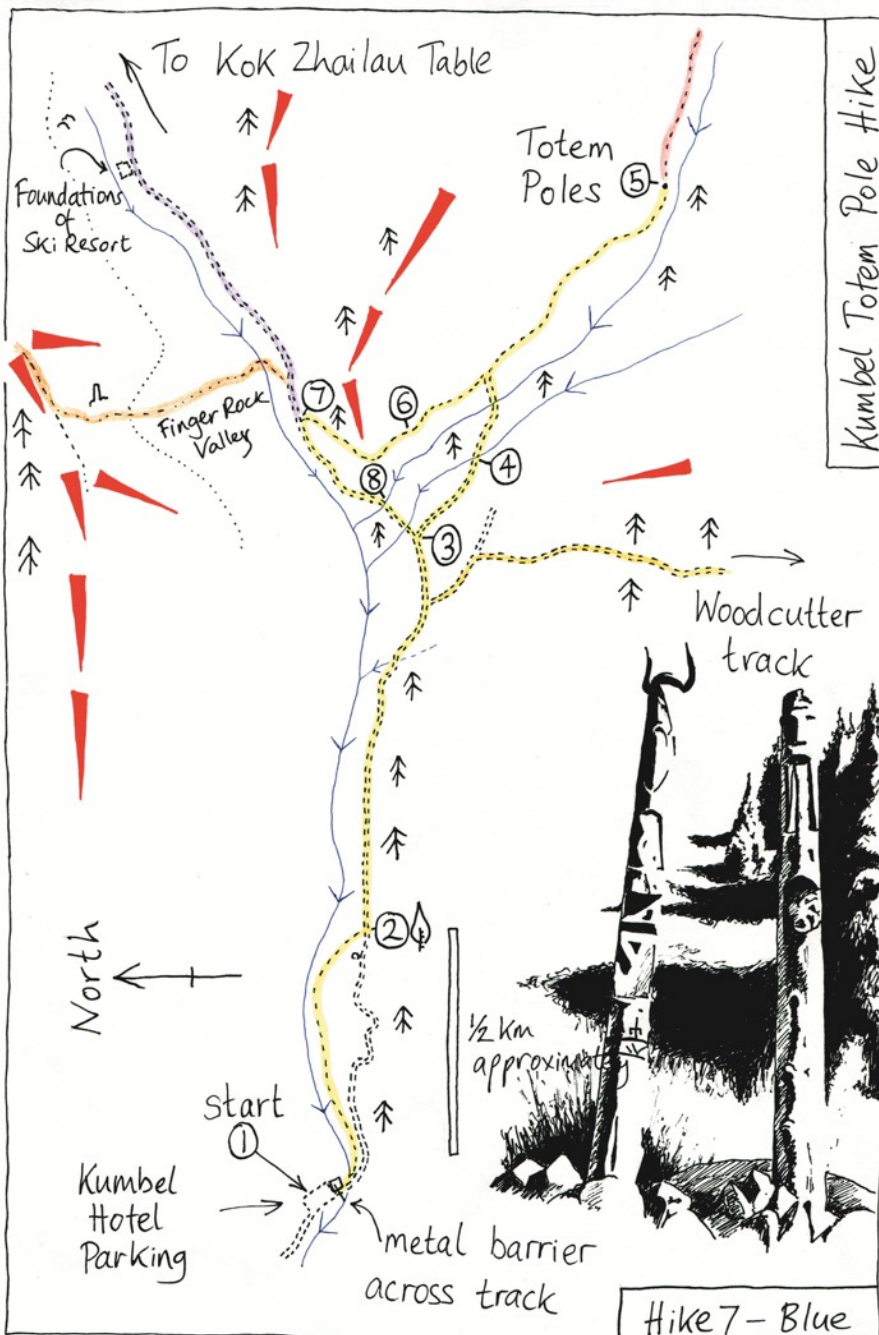 To Kok Zhailau Table
Kumbel Totem Pole Hike
Totem
Poles
5
Foundations
of
Ski Resort
Finger Rock
Valley
7
6
8
4
3
Woodcutter
track
2
North
1/2 Km
approximately
Start
1
Kumbel
Hotel
Parking
metal barrier
across track
Hike 7 – Blue